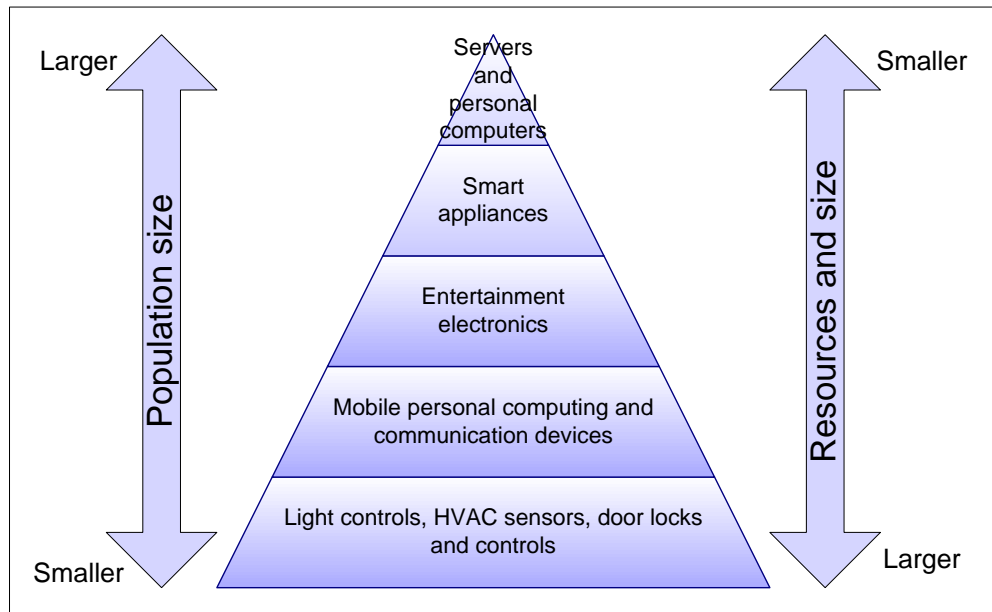 Larger
Population size
Smaller
Servers
and
personal
computers
Smart
appliances
Entertainment
electronics
Mobile personal computing and
communication devices
Light controls, HVAC sensors, door locks
and controls
Smaller
Resources and size
Larger